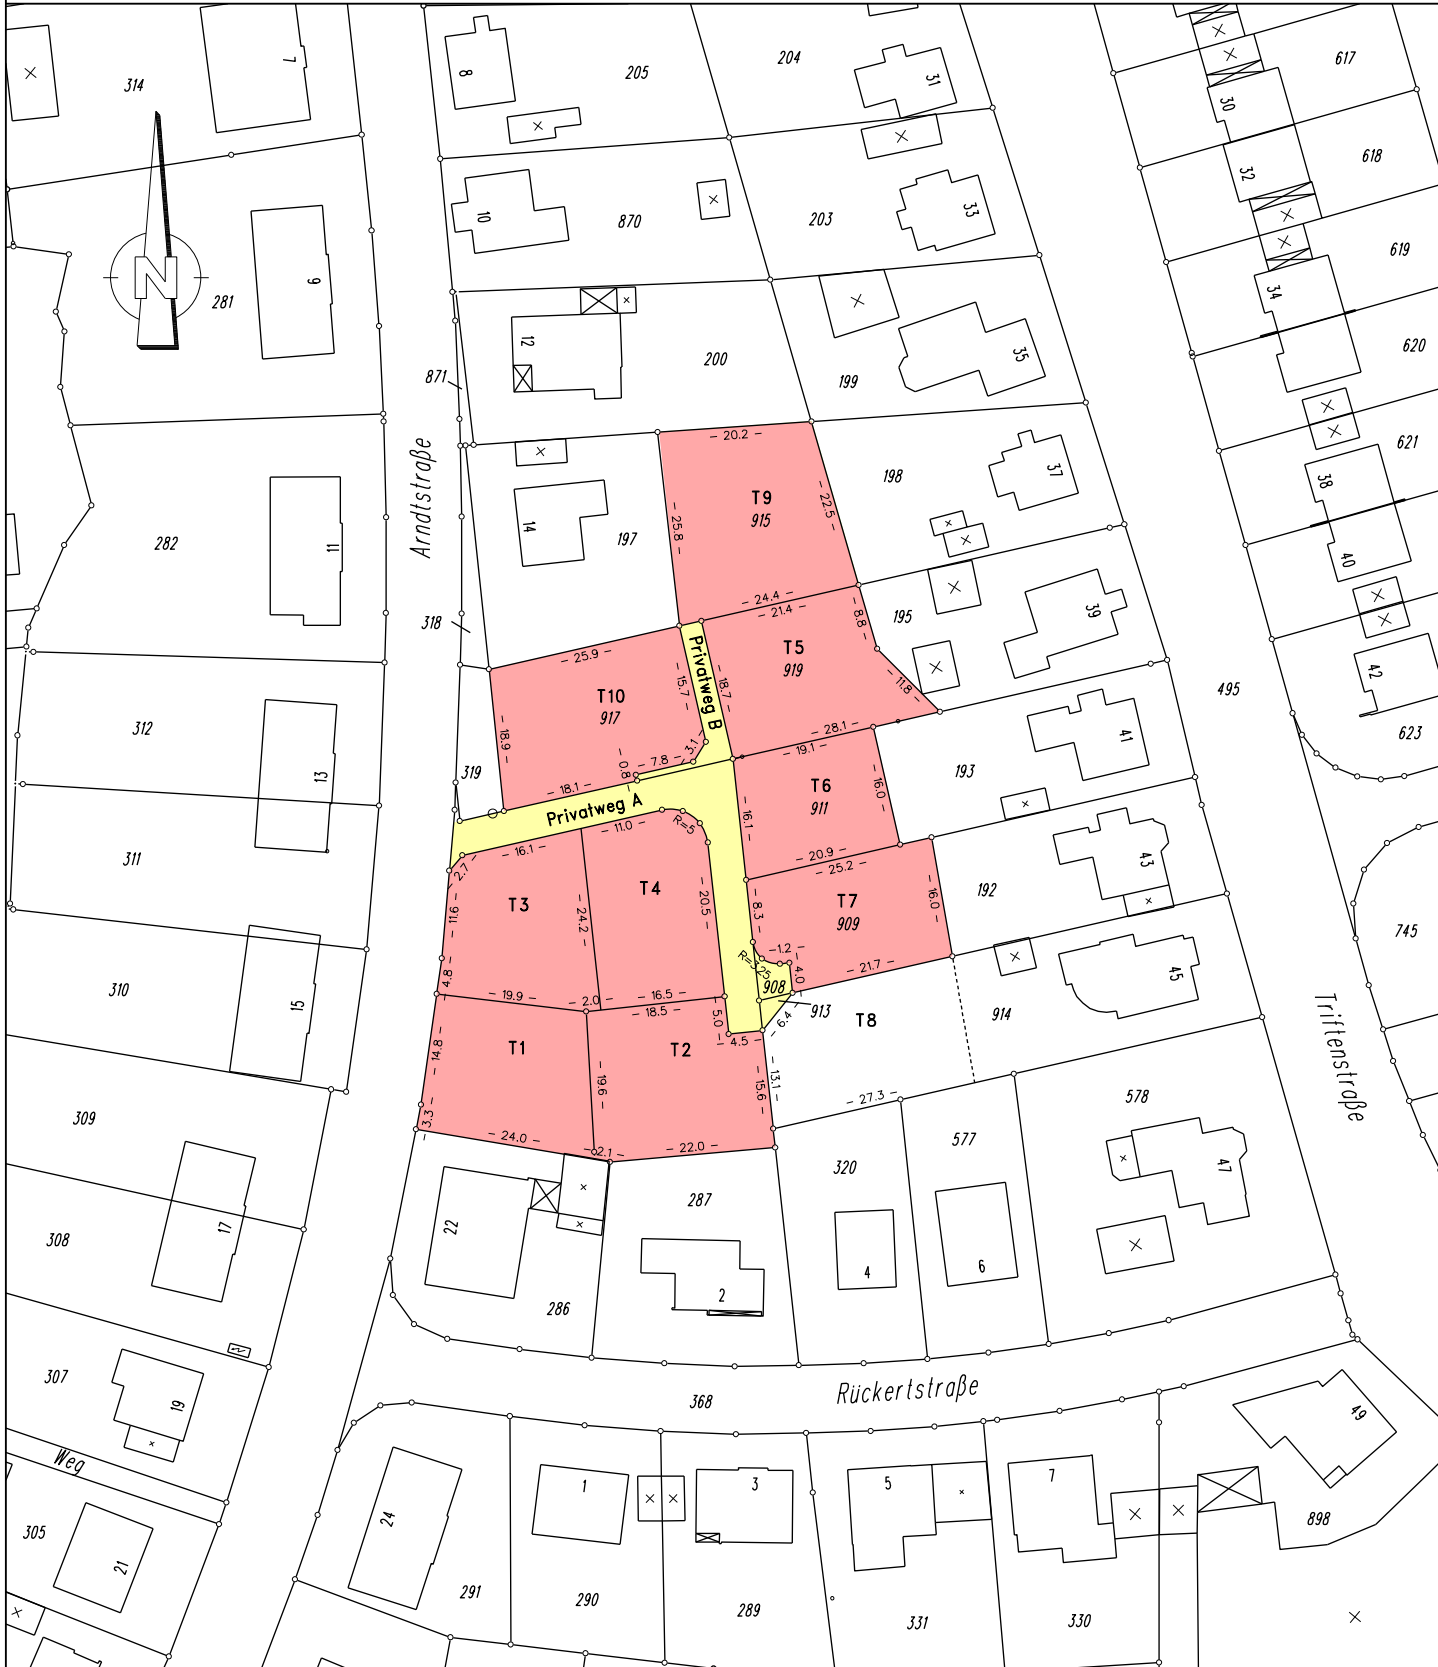 314
7
8
205
204
31
617
30
618
32
10
870
203
33
619
281
9
34
N
12
200
35
620
871
199
621
Arndtstraße
- 20.2 -
198
37
38
T9
915
- 22.5 -
- 25.8 -
14
197
282
11
40
- 24.4 -
- 21.4 -
195
39
318
- 8.8 -
T5
919
- 25.9 -
Privatweg B
- 15.7 -
- 18.7 -
- 11.8 -
42
495
T10
917
312
- 18.9 -
- 28.1 -
- 19.1 -
41
623
- 3.1 -
- 7.8 -
- 0.8 -
319
13
- 18.1 -
T6
911
193
- 16.0 -
Privatweg A
- 16.1 -
R=5
- 11.0 -
- 16.1 -
311
- 2.7 -
- 20.9 -
- 25.2 -
43
T4
T3
T7
909
192
- 16.0 -
- 11.6 -
- 24.2 -
- 20.5 -
- 8.3 -
745
-1.2 -
R=3.25
- 4.0 -
- 21.7 -
45
908
- 4.8 -
310
15
- 19.9 -
- 2.0 -
- 16.5 -
- 18.5 -
- 5.0 -
913
- 6.4 -
T8
914
- 4.5 -
T1
T2
- 14.8 -
- 19.6 -
- 15.6 -
- 13.1 -
Triftenstraße
- 27.3 -
578
309
- 3.3 -
- 24.0 -
-2.1 -
- 22.0 -
577
320
47
287
22
17
308
4
6
2
286
307
Rückertstraße
368
19
49
Weg
1
3
5
7
24
898
305
21
291
290
289
331
330